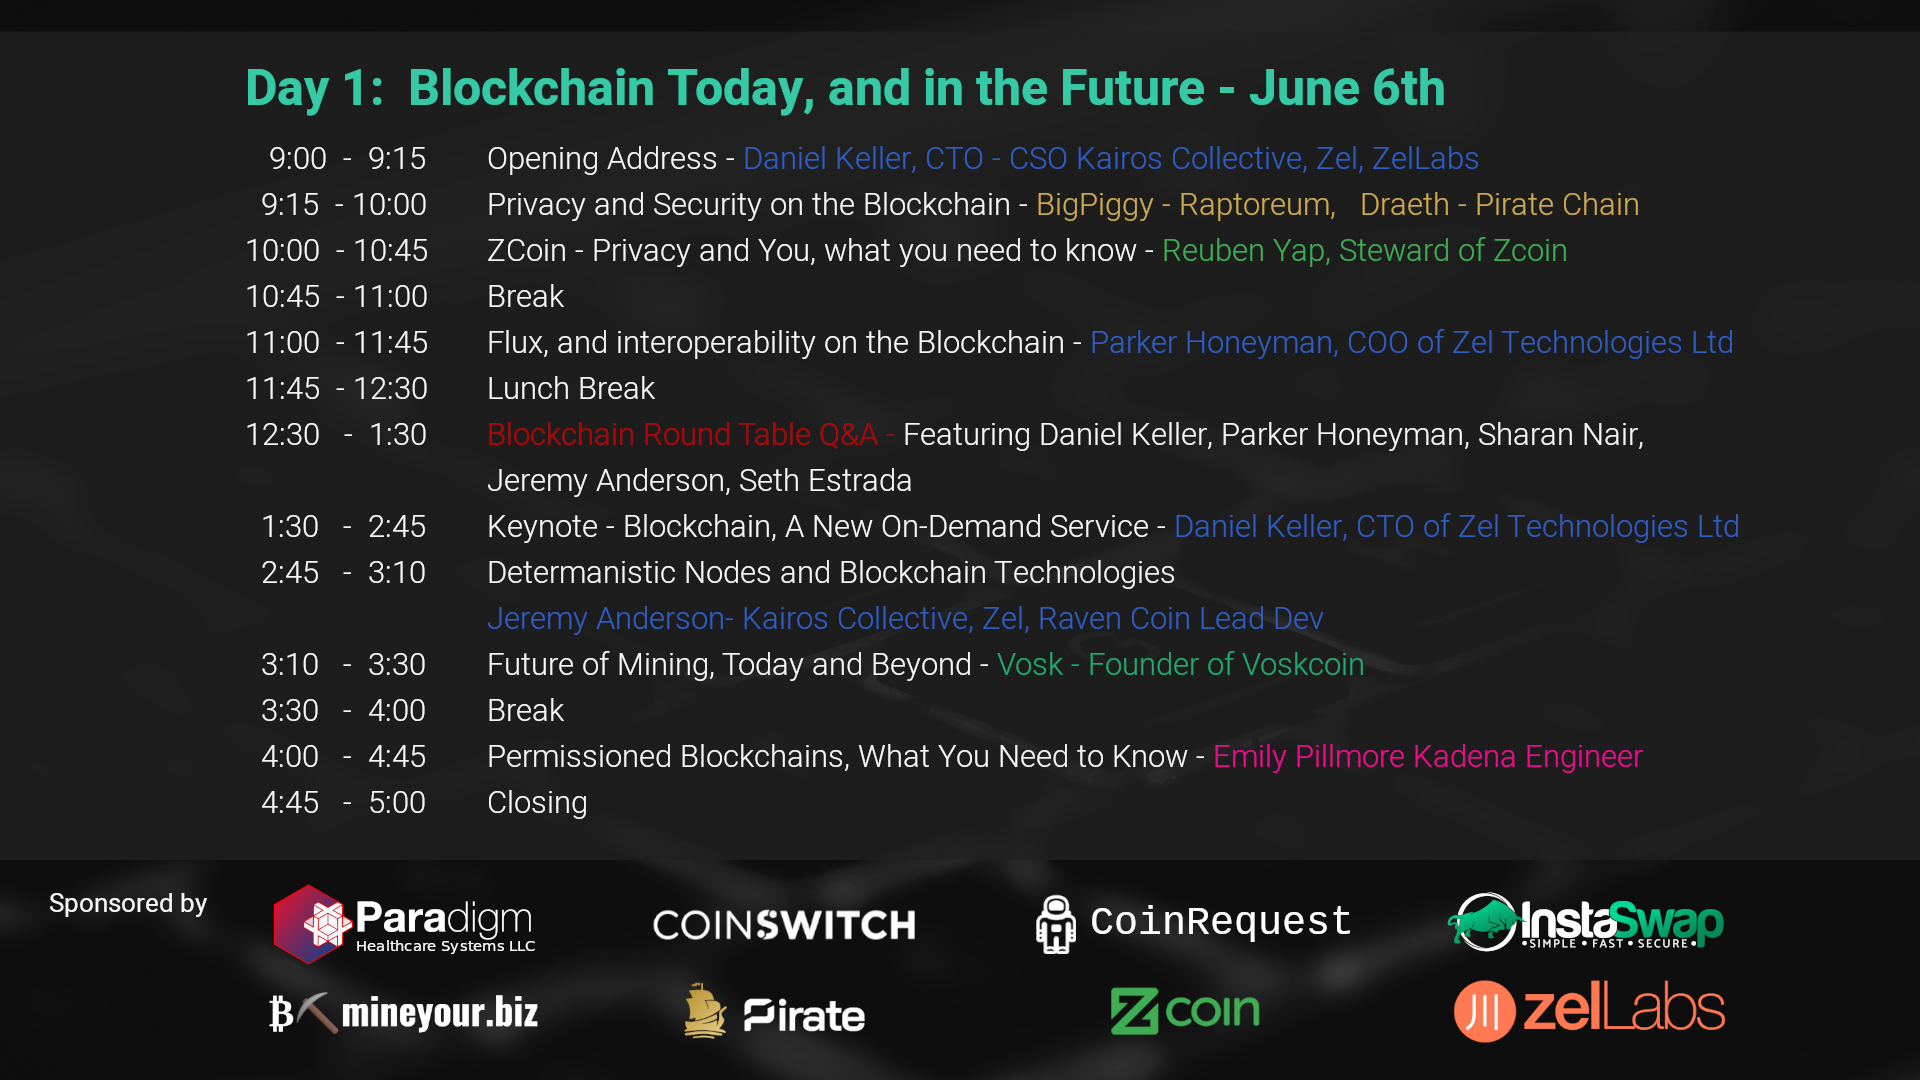 Day 1: Blockchain Today, and in the Future - June 6th
9:00 - 9:15 Opening Address - Daniel Keller, CTO - CSO Kairos Collective, Zel, ZelLabs
9:15 - 10:00 Privacy and Security on the Blockchain - BigPiggy - Raptoreum, Draeth - Pirate Chain
10:00 - 10:45 ZCoin - Privacy and You, what you need to know - Reuben Yap, Steward of Zcoin
10:45 - 11:00 Break
11:00 - 11:45 Flux, and interoperability on the Blockchain - Parker Honeyman, COO of Zel Technologies Ltd
11:45 - 12:30 Lunch Break
12:30 - 1:30 Blockchain Round Table Q&A - Featuring Daniel Keller, Parker Honeyman, Sharan Nair,
Jeremy Anderson, Seth Estrada
1:30 - 2:45 Keynote - Blockchain, A New On-Demand Service - Daniel Keller, CTO of Zel Technologies Ltd
2:45 - 3:10 Determanistic Nodes and Blockchain Technologies
Jeremy Anderson- Kairos Collective, Zel, Raven Coin Lead Dev
3:10 - 3:30 Future of Mining, Today and Beyond - Vosk - Founder of Voskcoin
3:30 - 4:00 Break
4:00 - 4:45 Permissioned Blockchains, What You Need to Know - Emily Pillmore Kadena Engineer
4:45 - 5:00 Closing
Sponsored by
Paradigm
Healthcare Systems LLC
COINSWITCH
CoinRequest
InstaSwap
•SIMPLE • FAST • SECURE•
mineyour.biz
Pirate
Zcoin
zelLabs